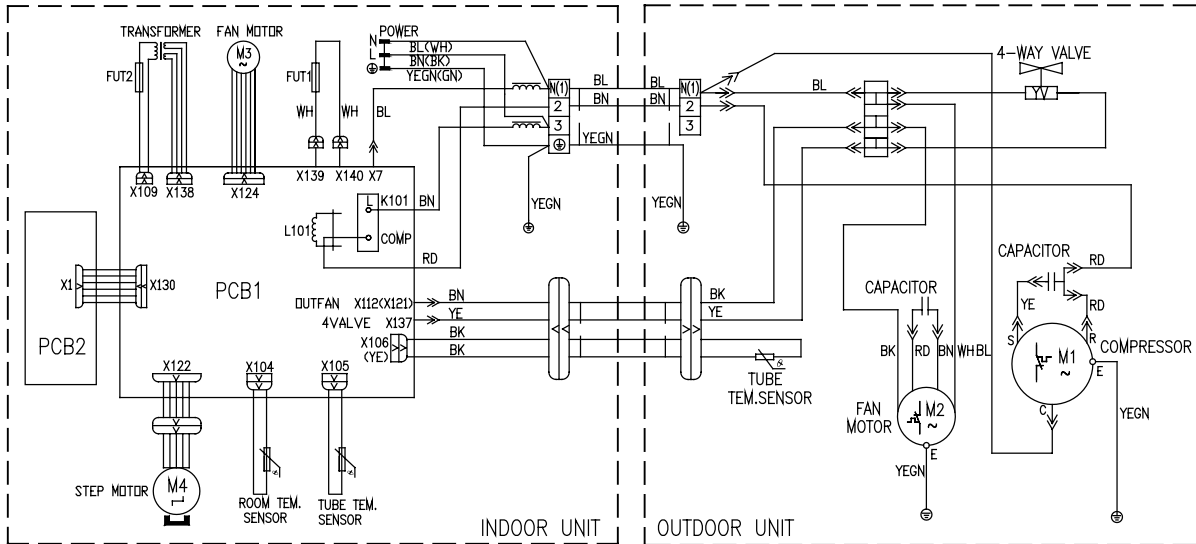 TRANSFORMER
FAN MOTOR
M3
~
FUT2
FUT1
WH
WH
BL
POWER
N
L
BL(WH)
BN(BK)
YEGN(GN)
N(1)
2
3
BL
BN
YEGN
YEGN
BL
BN
N(1)
2
3
YEGN
BL
4-WAY VALVE
YV
X109
X138
X124
X139
X140
X7
L
K101
BN
L101
COMP
RD
X1
X130
PCB1
PCB2
OUTFAN
X112(X121)
BN
4VALVE
X137
YE
X106
(YE)
BK
BK
BK
YE
TUBE
TEM.SENSOR
X122
X104
X105
STEP MOTOR
M4
ROOM TEM.
SENSOR
TUBE TEM.
SENSOR
CAPACITOR
BK
RD
BN
WH
BL
FAN
MOTOR
M2
~
E
YEGN
CAPACITOR
RD
YE
RD
S
R
M1
~
COMPRESSOR
E
C
YEGN
INDOOR UNIT
OUTDOOR UNIT